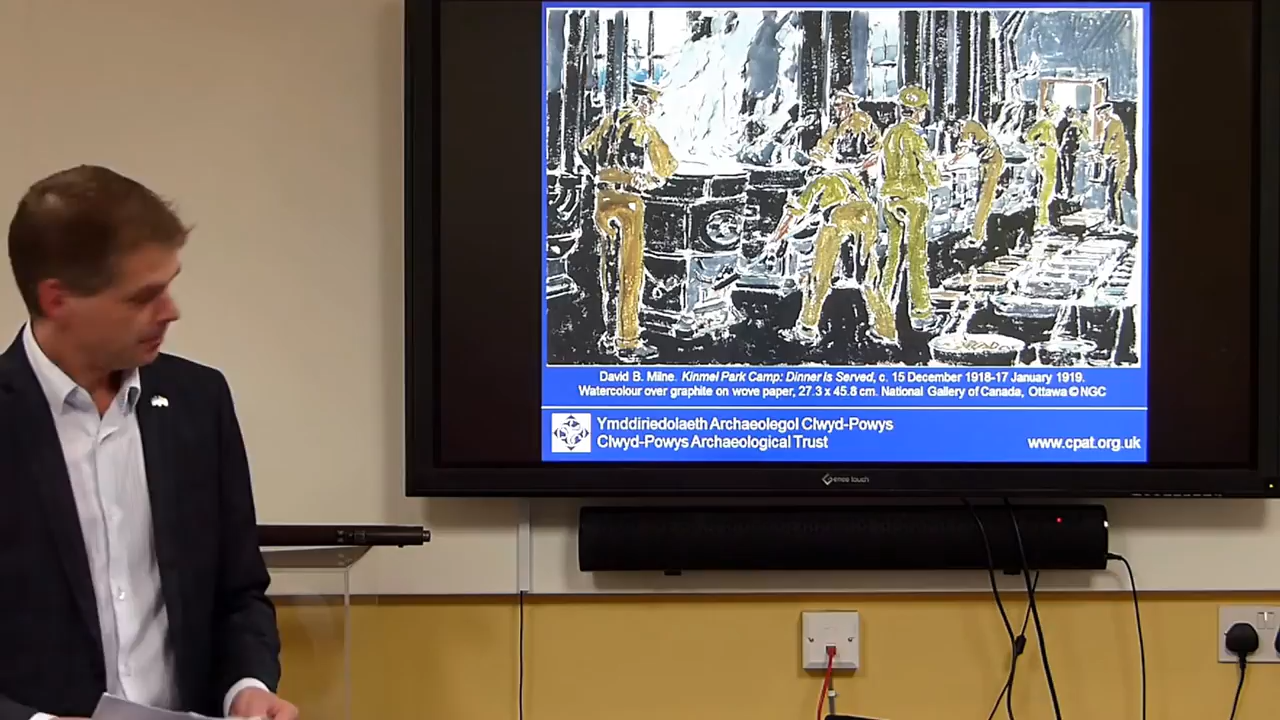 David B. Milne. Kinmel Park Camp: Dinner Is Served, c. 15 December 1918-17 January 1919.
Watercolour over graphite on wove paper, 27.3 x 45.8 cm. National Gallery of Canada, Ottawa © NGC
Ymddiriedolaeth Archaeolegol Clwyd-Powys
Clwyd-Powys Archaeological Trust
www.cpat.org.uk
touch